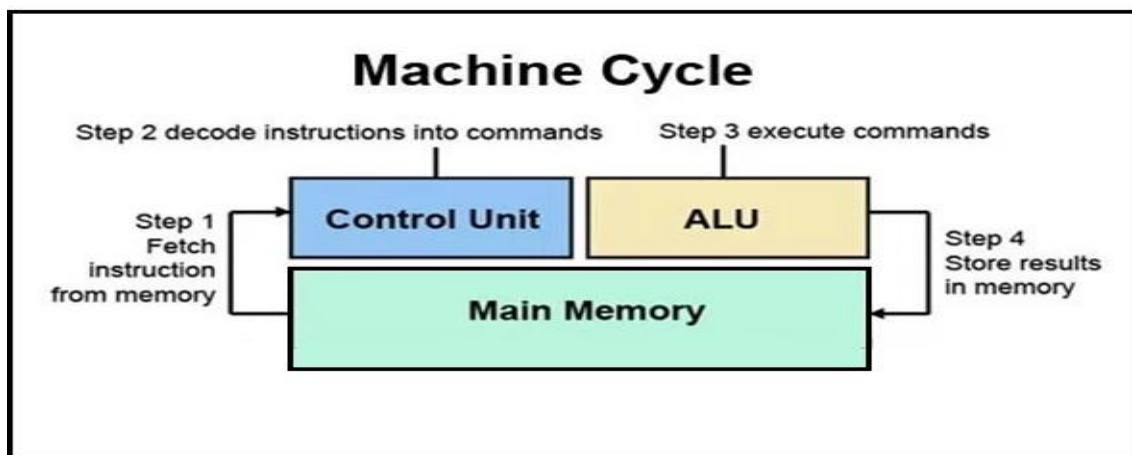 Machine Cycle
Step 2 decode instructions into commands
Step 3 execute commands
Step 1
Fetch
instruction
from memory
Control Unit
ALU
Step 4
Store results
in memory
Main Memory